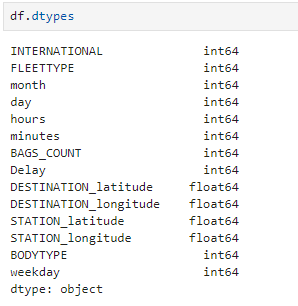 df.dtypes
INTERNATIONAL int64
FLEETTYPE int64
month int64
day int64
hours int64
minutes int64
BAGS_COUNT int64
Delay int64
DESTINATION_latitude float64
DESTINATION_longitude float64
STATION_latitude float64
STATION_longitude float64
BODYTYPE int64
weekday int64
dtype: object